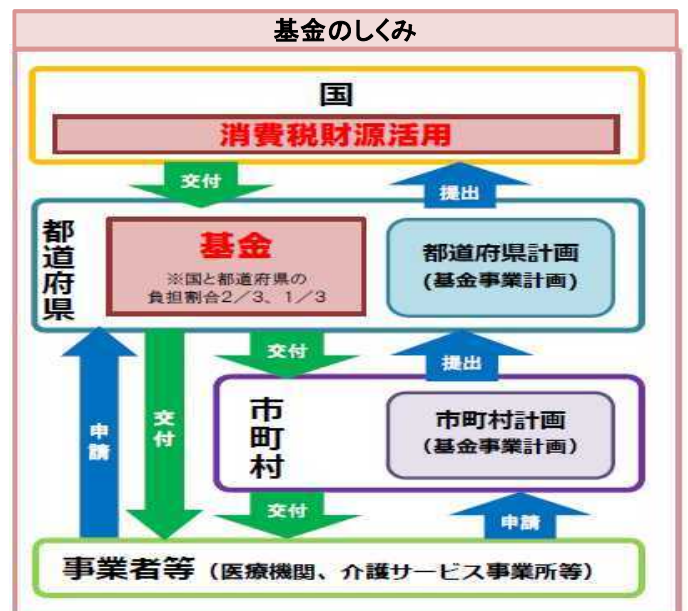 基金のしくみ
国
消費税財源活用
交付
提出
都道府県
基金
※国と都道府県の
負担割合2/3、1/3
都道府県計画
(基金事業計画)
交付
提出
申請
交付
市町村
市町村計画
(基金事業計画)
交付
申請
事業者等(医療機関、介護サービス事業所等)